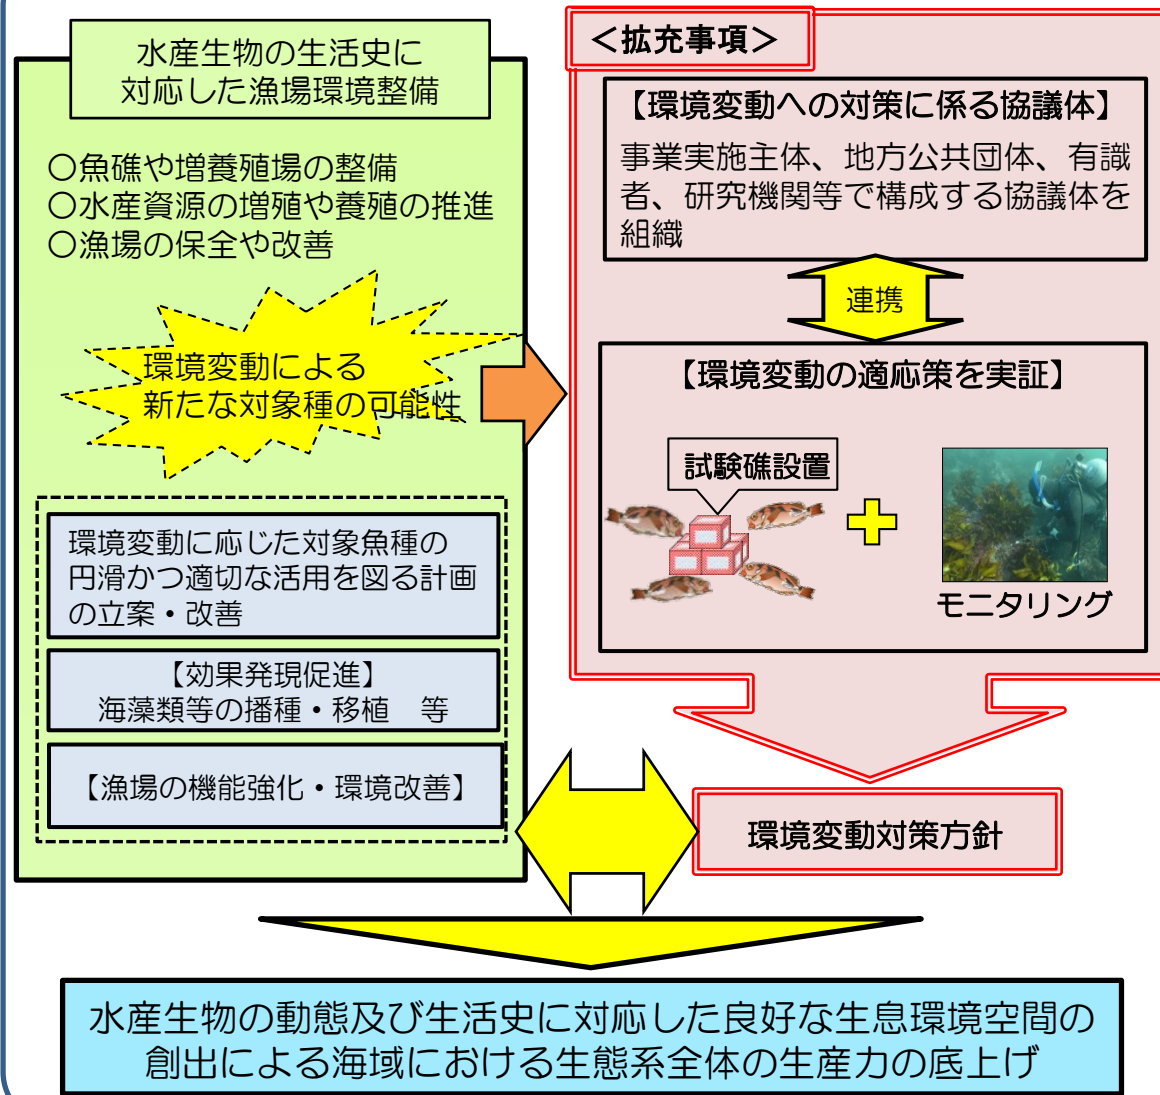 水産生物の生活史に
対応した漁場環境整備
〇魚礁や増養殖場の整備
〇水産資源の増殖や養殖の推進
〇漁場の保全や改善
環境変動による
新たな対象種の可能性
環境変動に応じた対象魚種の
円滑かつ適切な活用を図る計画
の立案・改善
【効果発現促進】
海藻類等の播種・移植　等
【漁場の機能強化・環境改善】
＜拡充事項＞
【環境変動への対策に係る協議体】
事業実施主体、地方公共団体、有識
者、研究機関等で構成する協議体を
組織
連携
【環境変動の適応策を実証】
試験礁設置
モニタリング
環境変動対策方針
水産生物の動態及び生活史に対応した良好な生息環境空間の
創出による海域における生態系全体の生産力の底上げ